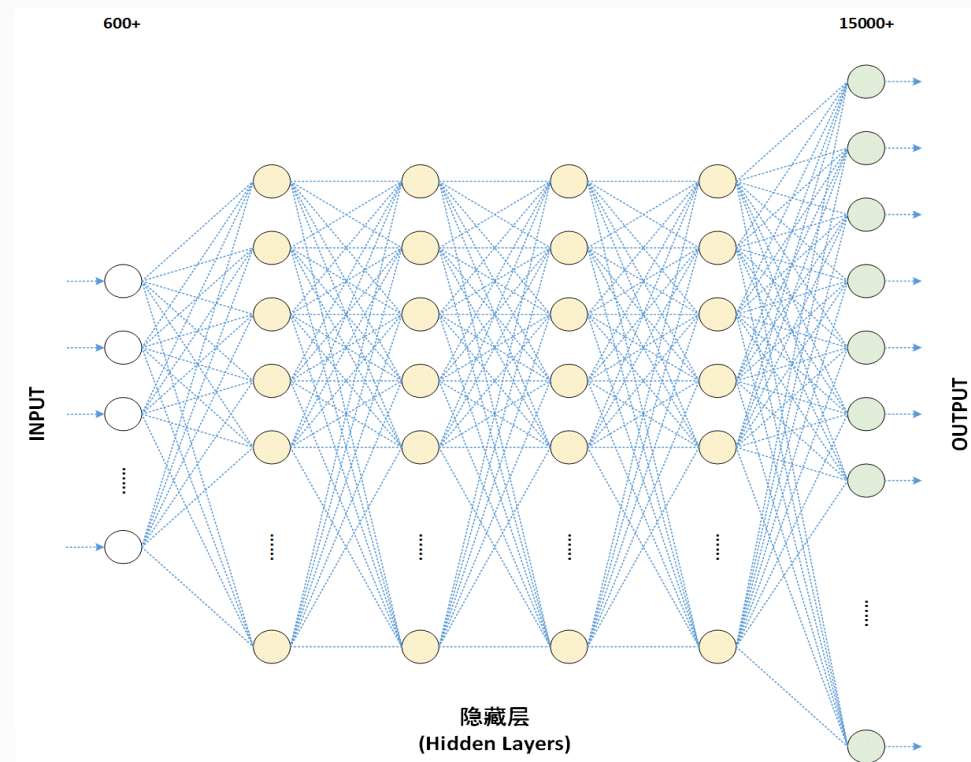 600+
15000+
INPUT
OUTPUT
隐藏层
(Hidden Layers)